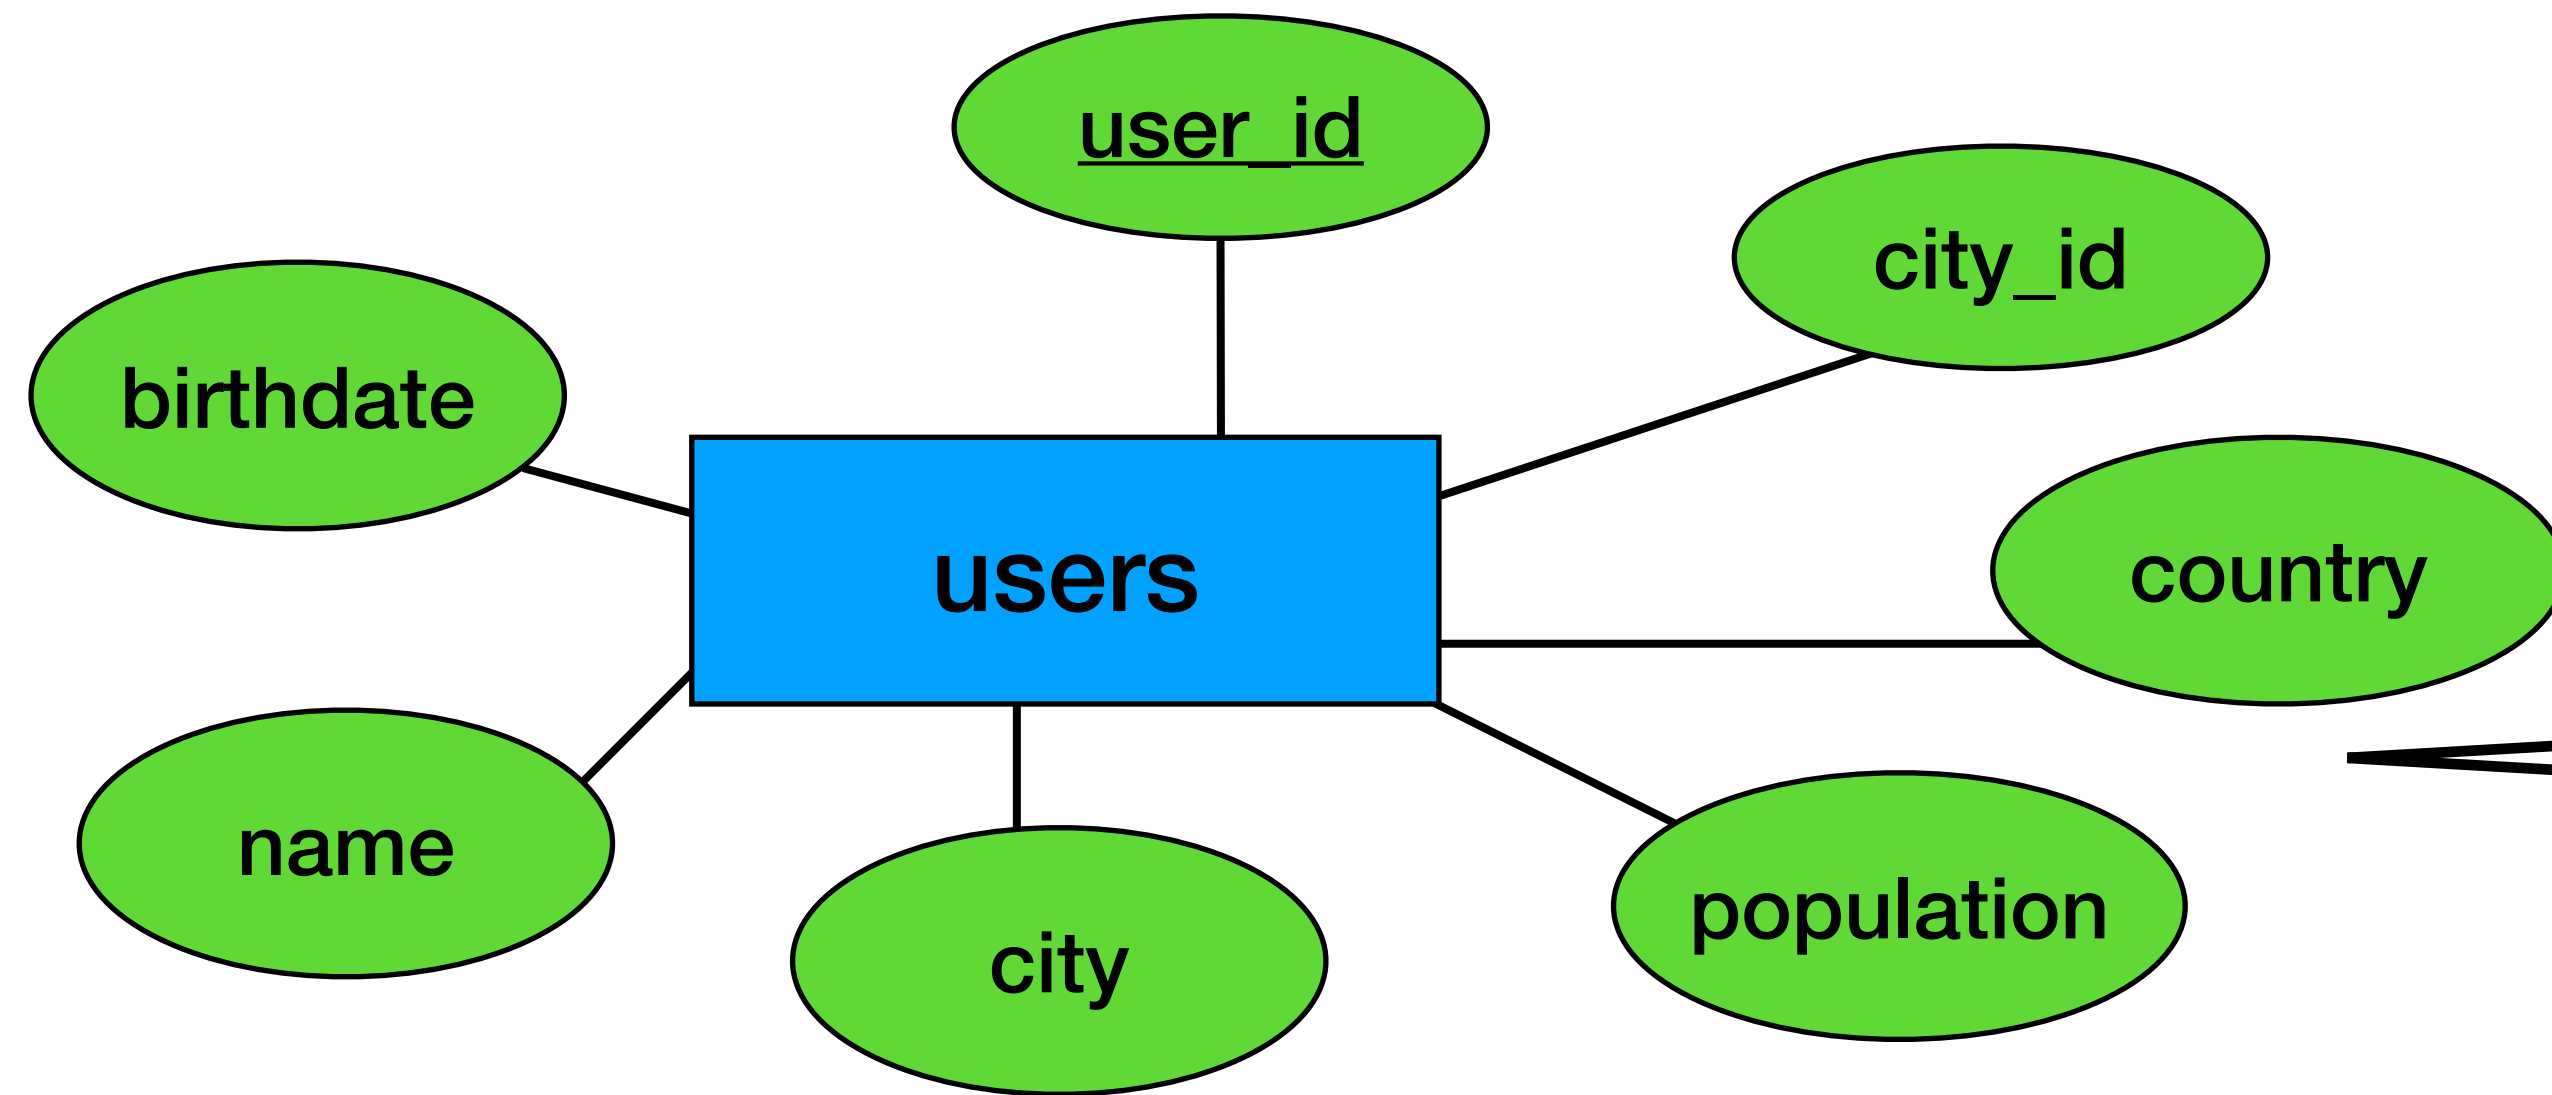 user_id
city_id
birthdate
users
country
name
population
city